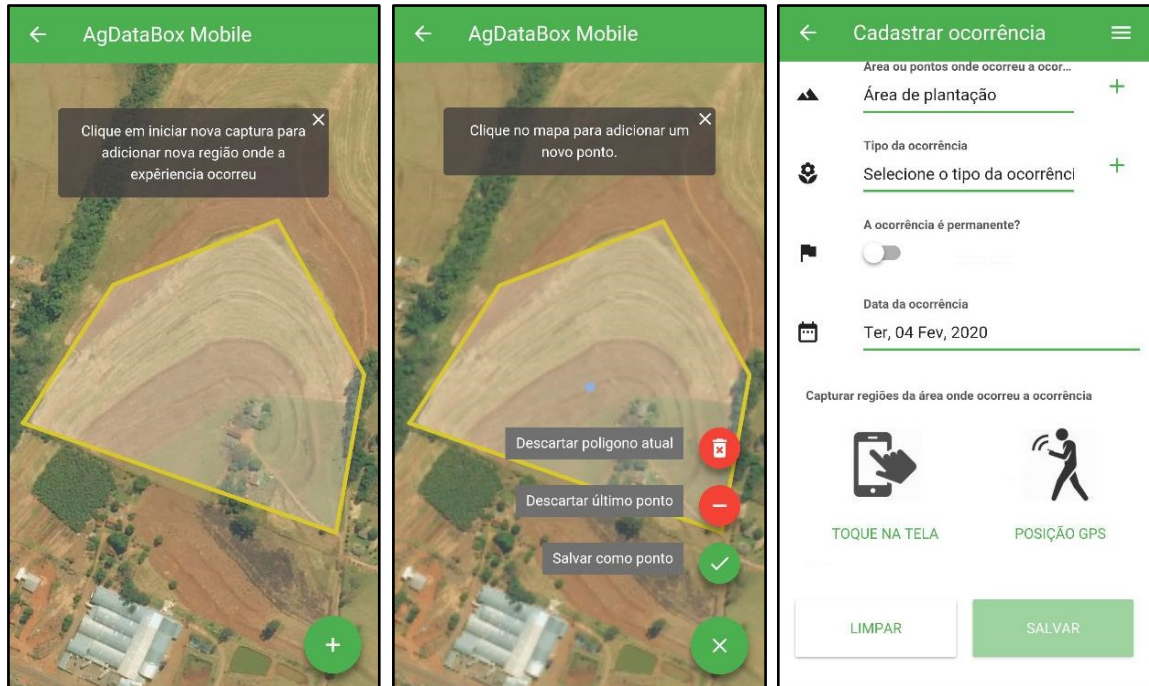 AgDataBox Mobile
Clique em iniciar nova captura para
adicionar nova região onde a
expêriencia ocorreu
AgDataBox Mobile
Clique no mapa para adicionar um
novo ponto.
Descartar poligono atual
Descartar último ponto
Salvar como ponto
Cadastrar ocorrência
Área ou pontos onde ocorreu a ocor...
Área de plantação
Tipo da ocorrência
Selecione o tipo da ocorrênci
A ocorrência é permanente?
Data da ocorrência
Ter, 04 Fev, 2020
Capturar regiões da área onde ocorreu a ocorrência
TOQUE NA TELA
POSIÇÃO GPS
LIMPAR
SALVAR